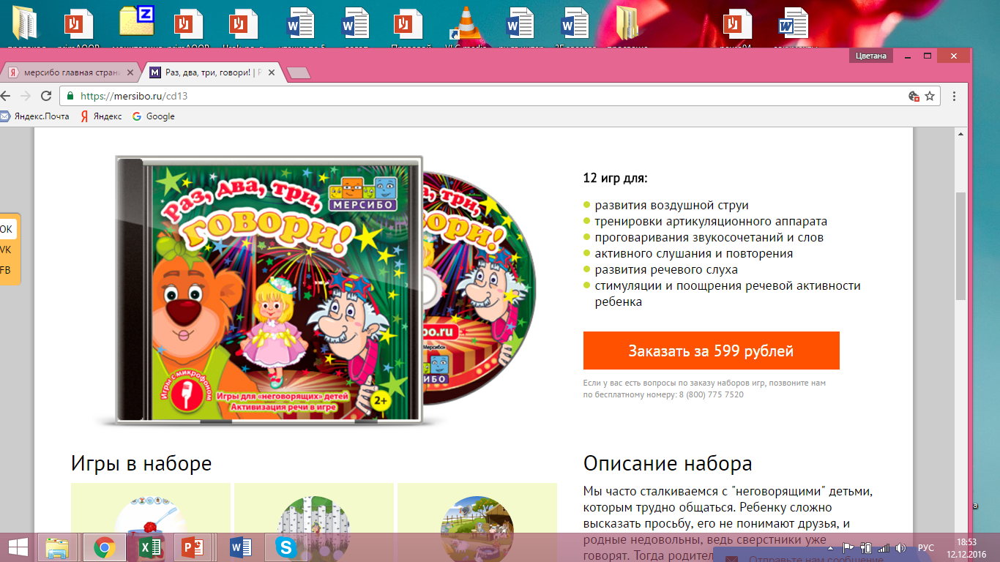 Z
W
W
W
W
W
VLC media
Цветана
мерсибо главная страни
Раз, два, три, говори! | Р
https://mersibo.ru/cd13
Яндекс.Почта
Яндекс
Google
OK
VK
FB
Раз, два, три,
говори!
МЕРСИБО
bo.ru
Игры с микрофоном
Игры для «неговорящих» детей
Активизация речи в игре
2+
12 игр для:
развития воздушной струи
тренировки артикуляционного аппарата
проговаривания звукосочетаний и слов
активного слушания и повторения
развития речевого слуха
стимуляции и поощрения речевой активности
ребенка
Заказать за 599 рублей
Если у вас есть вопросы по заказу наборов игр, позвоните нам
по бесплатному номеру: 8 (800) 775 7520
Игры в наборе
Описание набора
Мы часто сталкиваемся с "неговорящими" детьми,
которым трудно общаться. Ребенку сложно
высказать просьбу, его не понимают друзья, и
родные недовольны, ведь сверстники уже
говорят. Тогда родител
Отправьте нам сообщение
РУС
18:53
12.12.2016